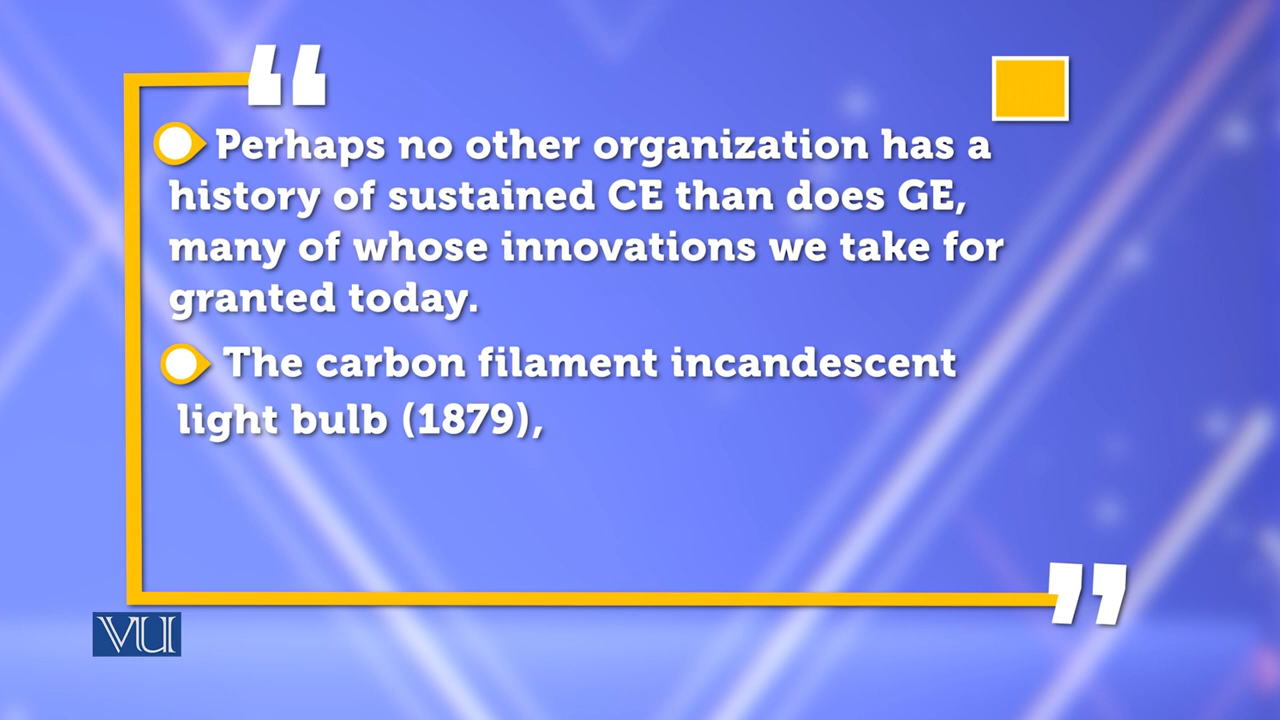 “
Perhaps no other organization has a
history of sustained CE than does GE,
many of whose innovations we take for
granted today.
The carbon filament incandescent
light bulb (1879),
”
VU